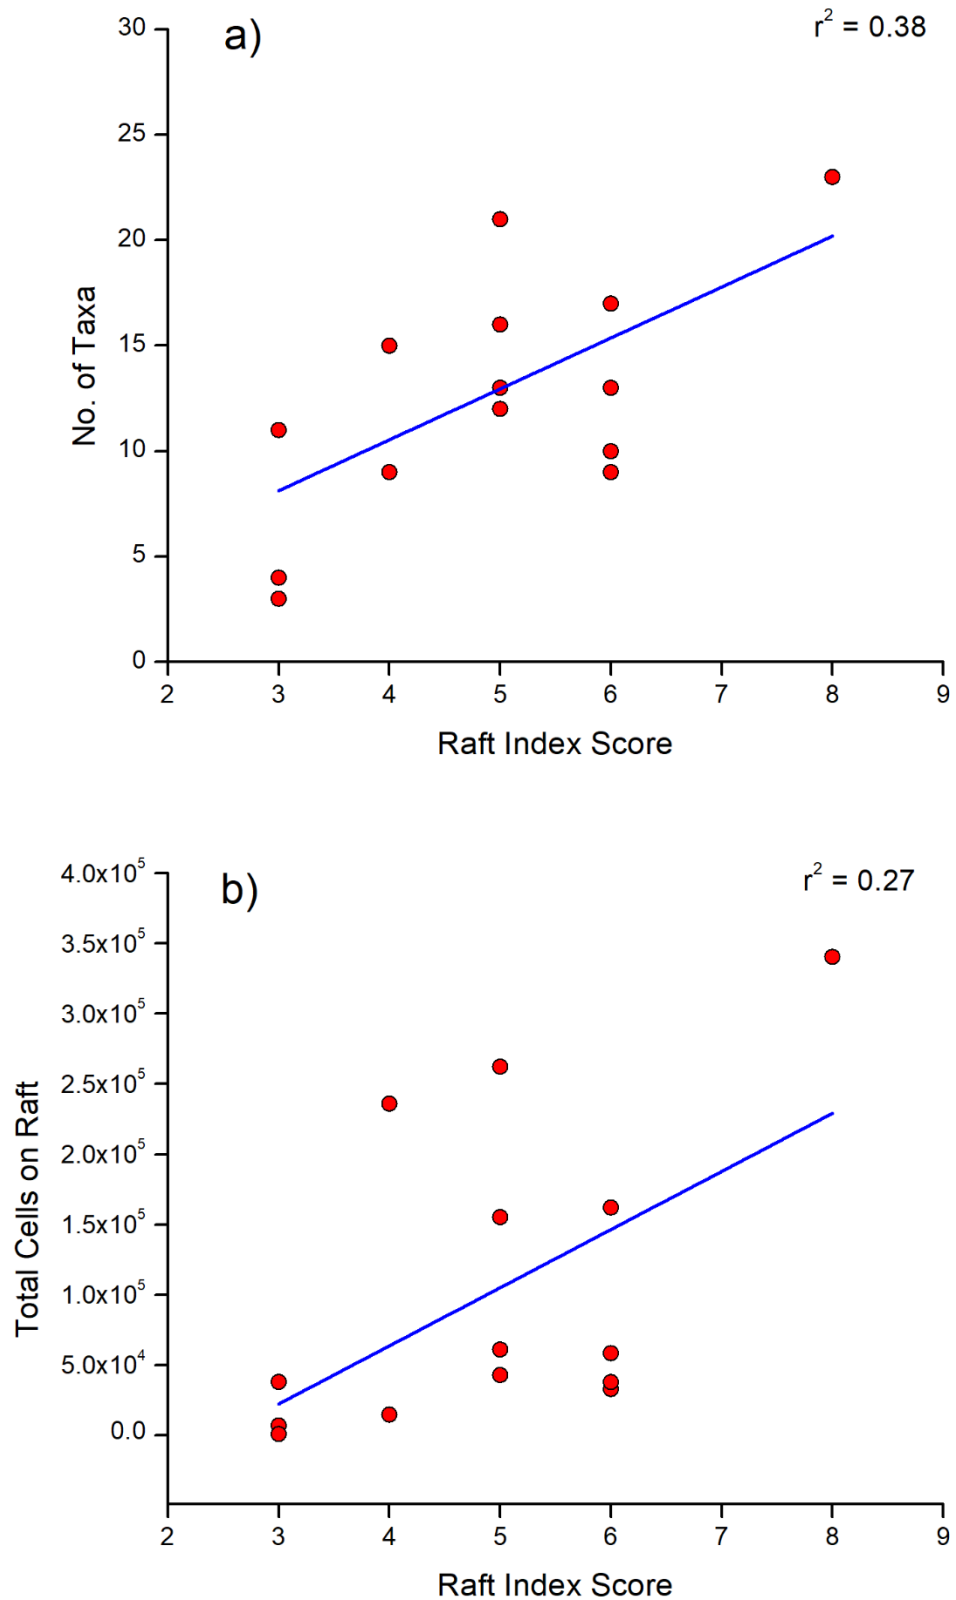 a)
r² = 0.38
30
25
20
15
10
5
0
No. of Taxa
2 3 4 5 6 7 8 9
Raft Index Score
b)
r² = 0.27
4.0x10⁵
3.5x10⁵
3.0x10⁵
2.5x10⁵
2.0x10⁵
1.5x10⁵
1.0x10⁵
5.0x10⁴
0.0
Total Cells on Raft
2 3 4 5 6 7 8 9
Raft Index Score